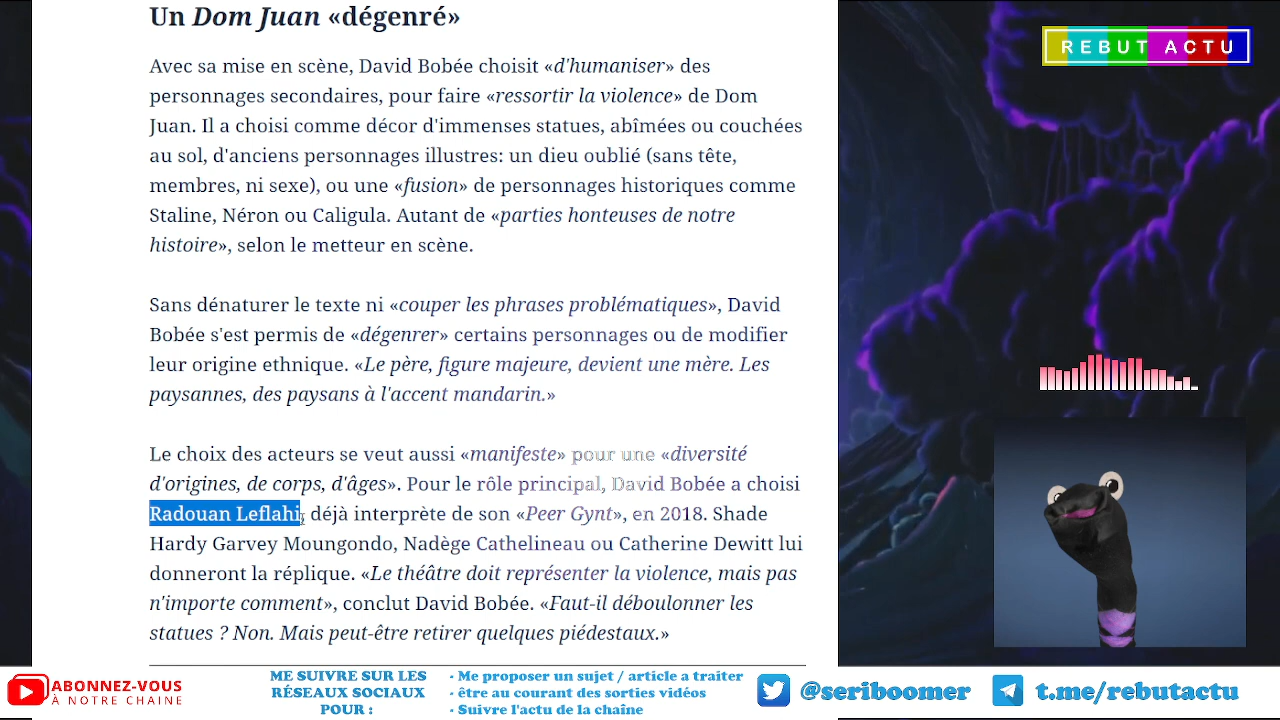 Un Dom Juan «dégenré»
Avec sa mise en scène, David Bobée choisit «d'humaniser» des
personnages secondaires, pour faire «ressortir la violence» de Dom
Juan. Il a choisi comme décor d'immenses statues, abîmées ou couchées
au sol, d'anciens personnages illustres: un dieu oublié (sans tête,
membres, ni sexe), ou une «fusion» de personnages historiques comme
Staline, Néron ou Caligula. Autant de «parties honteuses de notre
histoire», selon le metteur en scène.
Sans dénaturer le texte ni «couper les phrases problématiques», David
Bobée s'est permis de «dégenrer» certains personnages ou de modifier
leur origine ethnique. «Le père, figure majeure, devient une mère. Les
paysannes, des paysans à l'accent mandarin.»
Le choix des acteurs se veut aussi «manifeste» pour une «diversité
d'origines, de corps, d'âges». Pour le rôle principal, David Bobée a choisi
Radouan Leflahi, déjà interprète de son «Peer Gynt», en 2018. Shade
Hardy Garvey Moungondo, Nadège Cathelineau ou Catherine Dewitt lui
donneront la réplique. «Le théâtre doit représenter la violence, mais pas
n'importe comment», conclut David Bobée. «Faut-il déboulonner les
statues ? Non. Mais peut-être retirer quelques piédestaux.»
REBUT ACTU
ABONNEZ-VOUS
À NOTRE CHAINE
ME SUIVRE SUR LES
RÉSEAUX SOCIAUX
POUR :
- Me proposer un sujet / article a traiter
- être au courant des sorties vidéos
- Suivre l'actu de la chaîne
@seriboomer
t.me/rebutactu